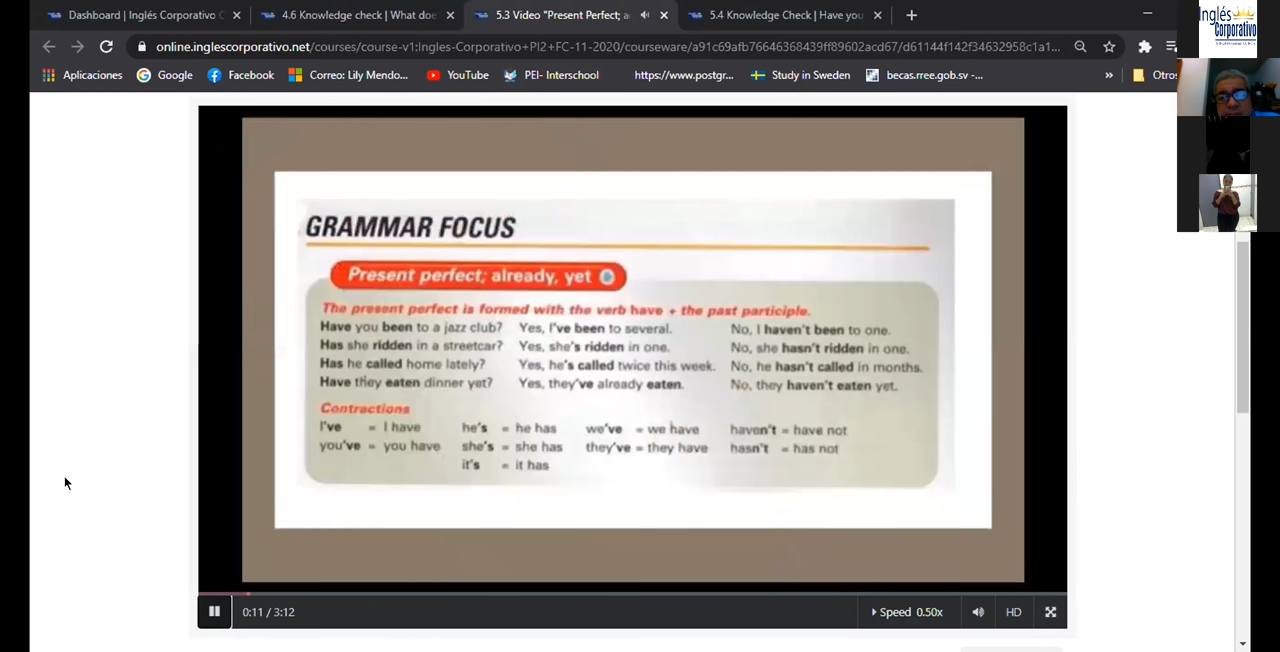 Dashboard | Inglés Corporativo C
4.6 Knowledge check | What doe
5.3 Video "Present Perfect; a
5.4 Knowledge Check | Have you
online.inglescorporativo.net/courses/course-v1:Ingles-Corporativo+PI2+FC-11-2020/courseware/a91c69afb76646368439ff89602acd67/d61144f142f34632958c1a1...
Aplicaciones
Google
Facebook
Correo: Lily Mendo...
YouTube
PEI- Interschool
https://www.postgr...
Study in Sweden
becas.rree.gob.sv -...
»
Otros
Inglés
Corporativo
GRAMMAR FOCUS
Present perfect; already, yet
The present perfect is formed with the verb have + the past participle.
Have you been to a jazz club? Yes, I've been to several. No, I haven't been to one.
Has she ridden in a streetcar? Yes, she's ridden in one. No, she hasn't ridden in one.
Has he called home lately? Yes, he's called twice this week. No, he hasn't called in months.
Have they eaten dinner yet? Yes, they've already eaten. No, they haven't eaten yet.
Contractions
I've = I have he's = he has we've = we have haven't = have not
you've = you have she's = she has they've = they have hasn't = has not
it's = it has
0:11 / 3:12
Speed 0.50x
HD